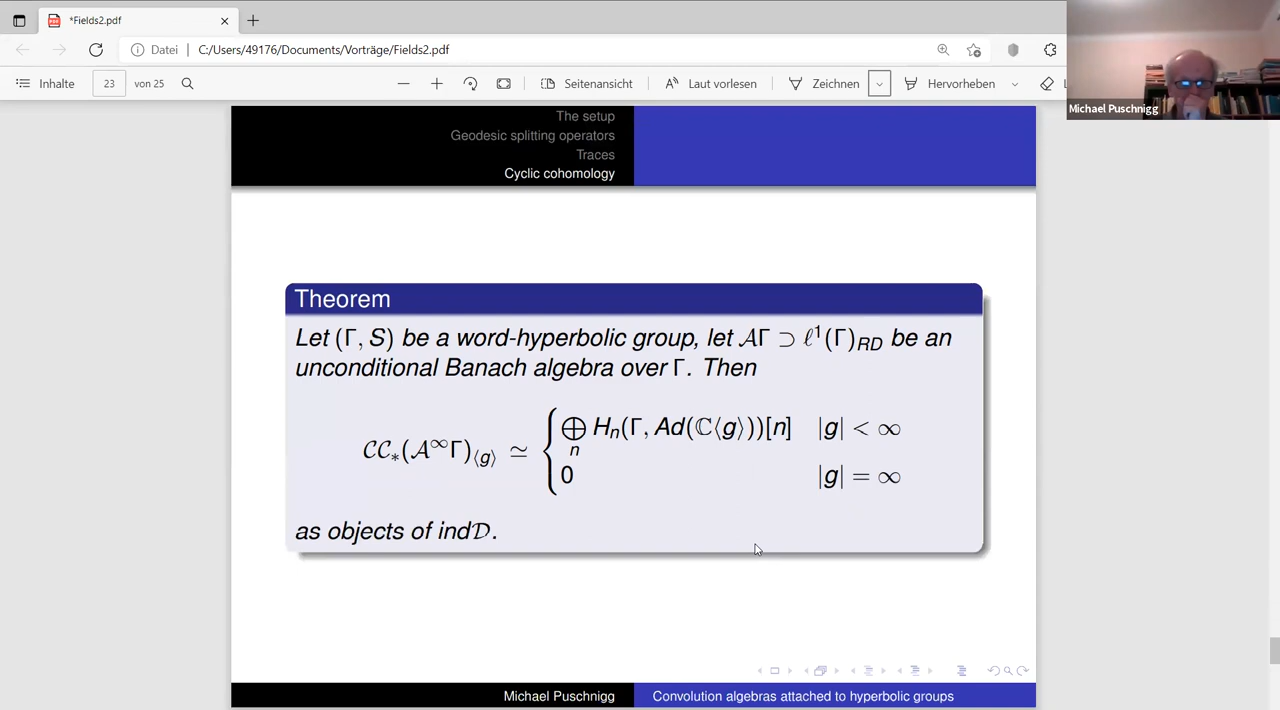 *Fields2.pdf
Datei
C:/Users/49176/Documents/Vorträge/Fields2.pdf
Inhalte
23
von 25
Seitenansicht
Laut vorlesen
Zeichnen
Hervorheben
Michael Puschnigg
The setup
Geodesic splitting operators
Traces
Cyclic cohomology
Theorem
Let (Γ, S) be a word-hyperbolic group, let 𝒜Γ ⊃ ℓ¹(Γ)_RD be an
unconditional Banach algebra over Γ. Then
𝒞𝒞_*(𝒜^∞Γ)_⟨g⟩ ≃ { ⊕_n H_n(Γ, Ad(ℂ⟨g⟩))[n] |g| < ∞
0 |g| = ∞
as objects of ind𝒟.
Michael Puschnigg
Convolution algebras attached to hyperbolic groups